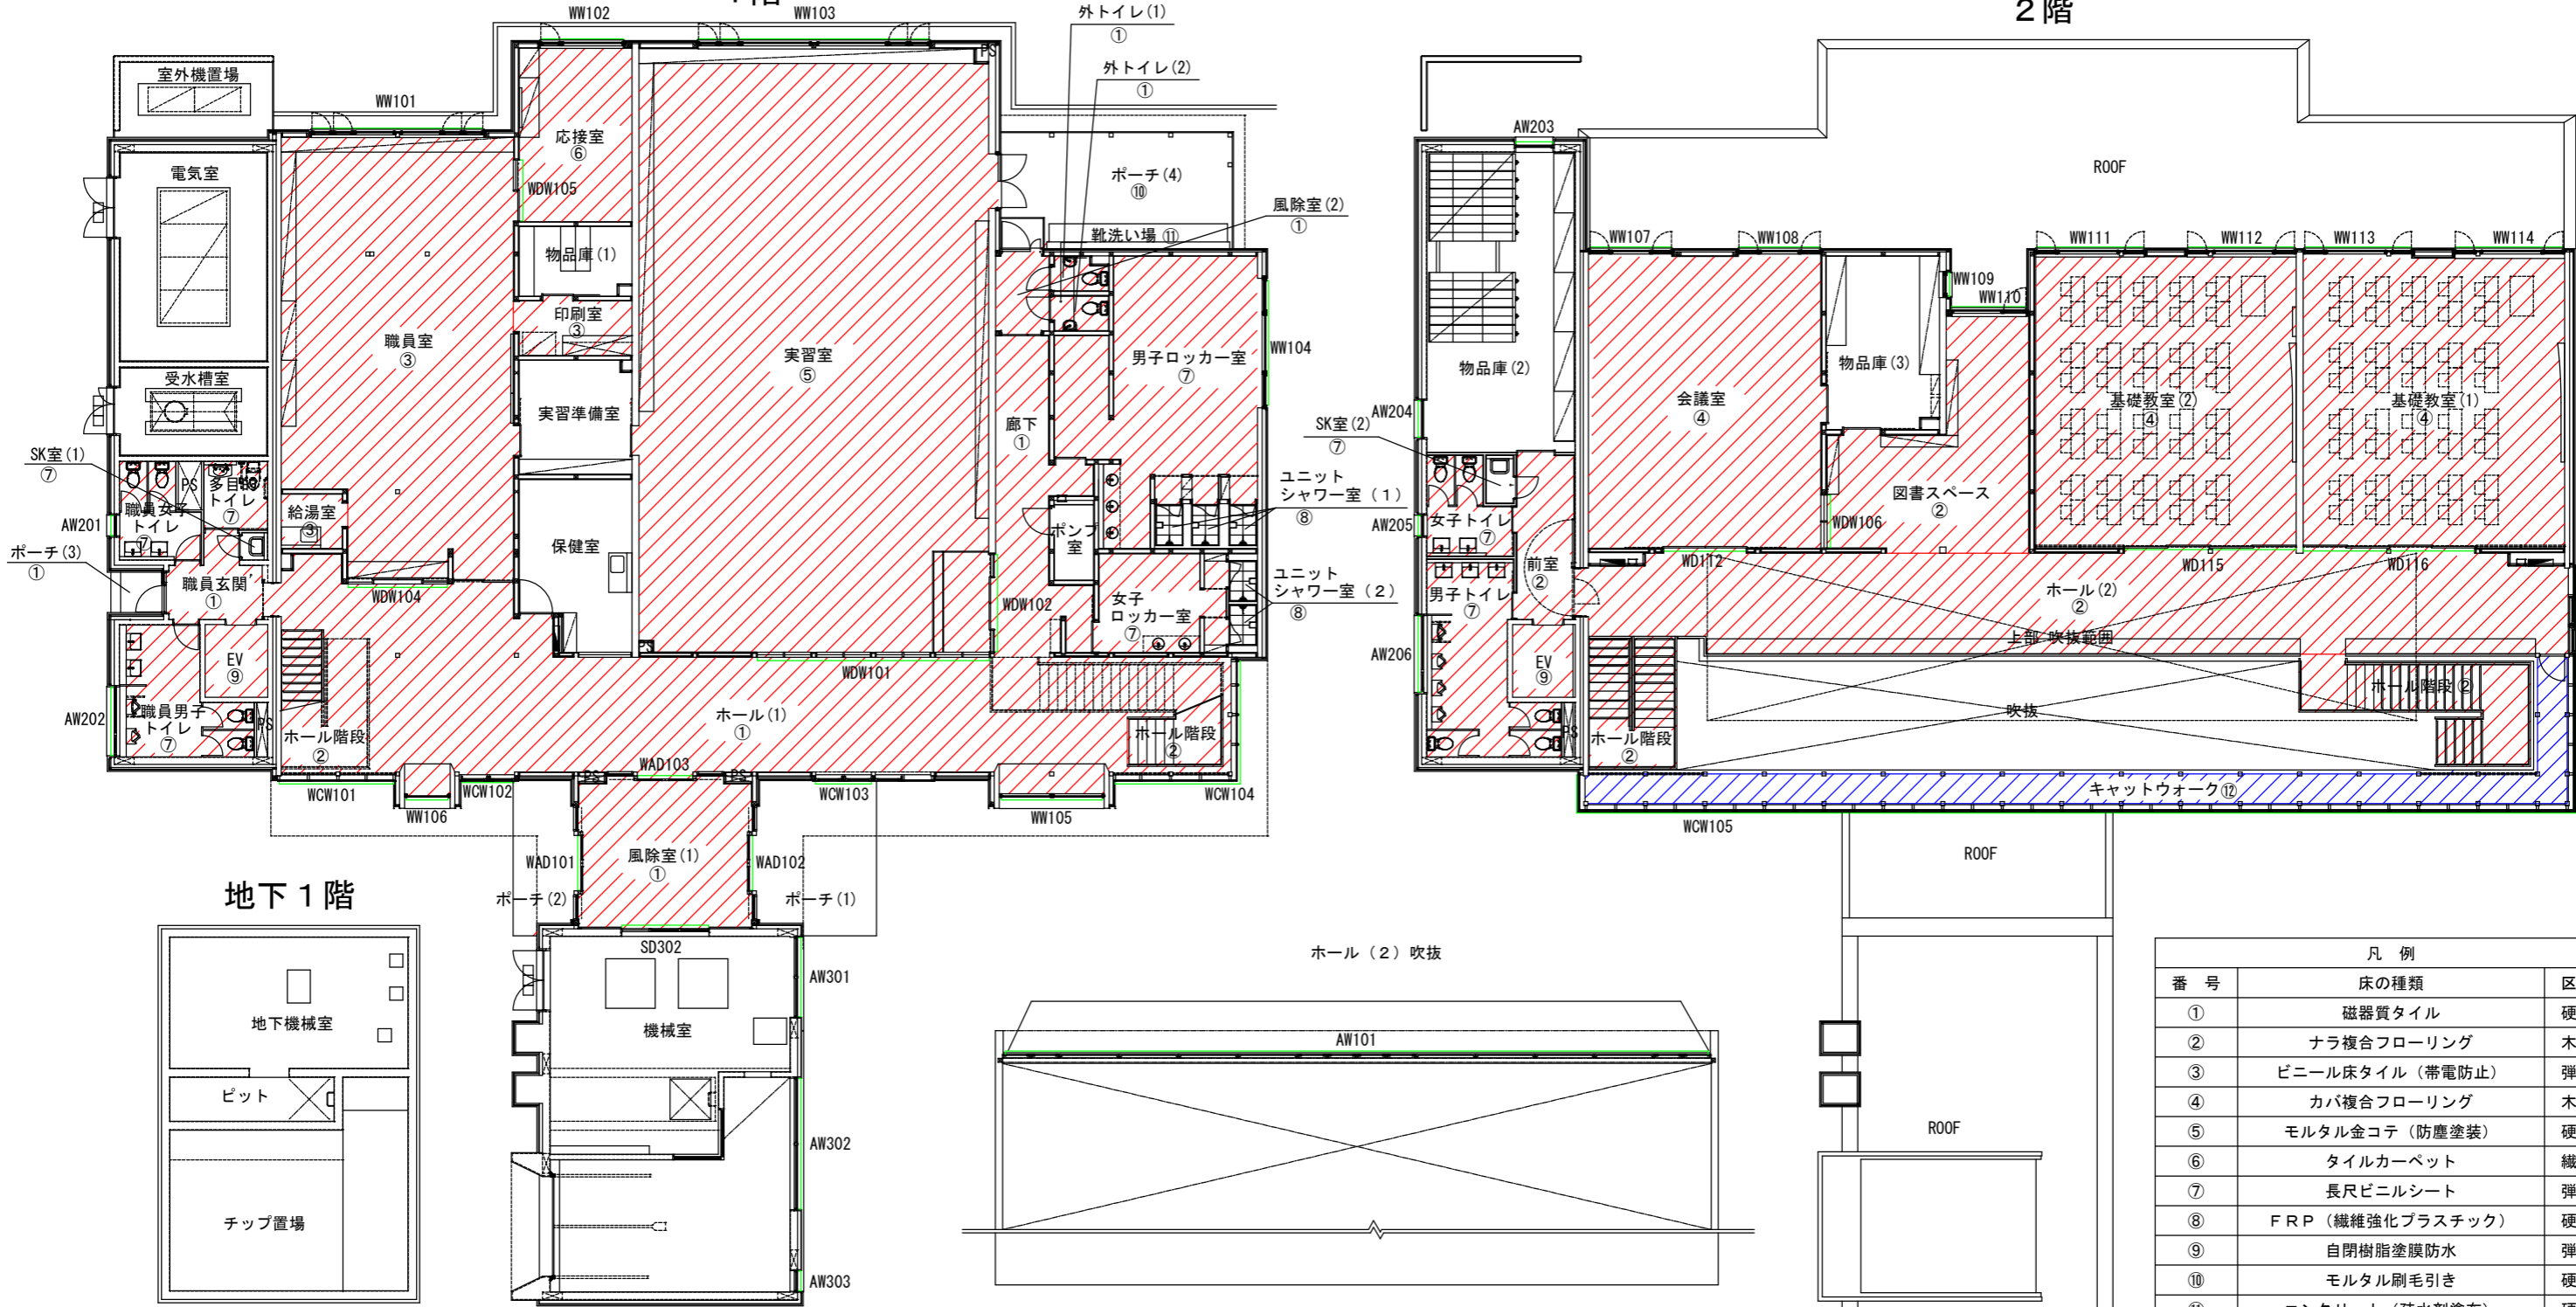 2階
WW102
WW103
外トイレ(1)
①
外トイレ(2)
①
室外機置場
WW101
PS
応接室
⑥
電気室
WDW105
ポーチ(4)
⑩
風除室(2)
①
靴洗い場 ⑪
物品庫(1)
印刷室
③
職員室
③
実習室
⑤
男子ロッカー室
⑦
WW104
受水槽室
実習準備室
廊下
①
SK室(1)
⑦
PS
多目的
トイレ
⑦
職員女子
トイレ
⑦
給湯室
③
AW201
ポーチ(3)
①
保健室
ポンプ
室
ユニット
シャワー室(1)
⑧
ユニット
シャワー室(2)
⑧
職員玄関
①
WDW104
WDW102
女子
ロッカー室
⑦
EV
⑨
WDW101
AW202
職員男子
トイレ
⑦
PS
ホール階段
②
ホール(1)
①
ホール階段
②
WCW101
WCW102
PS
WAD103
PS
WCW103
WCW104
WW106
WW105
WAD101
風除室(1)
①
WAD102
ポーチ(2)
ポーチ(1)
AW203
ROOF
WW107
WW108
WW111
WW112
WW113
WW114
WW109
WW110
物品庫(2)
会議室
④
物品庫(3)
基礎教室(2)
④
基礎教室(1)
④
AW204
SK室(2)
⑦
図書スペース
②
AW205
女子トイレ
⑦
WDW106
前室
②
WD112
WD115
WD116
男子トイレ
⑦
ホール(2)
②
上部 吹抜範囲
AW206
EV
⑨
ホール階段②
吹抜
PS
ホール階段
②
キャットウォーク⑫
WCW105
ROOF
地下1階
地下機械室
ピット
チップ置場
SD302
機械室
AW301
AW302
AW303
ホール(2)吹抜
AW101
ROOF
凡 例
番 号 床の種類 区
① 磁器質タイル 硬
② ナラ複合フローリング 木
③ ビニール床タイル(帯電防止) 弾
④ カバ複合フローリング 木
⑤ モルタル金コテ(防塵塗装) 硬
⑥ タイルカーペット 繊
⑦ 長尺ビニルシート 弾
⑧ FRP(繊維強化プラスチック) 硬
⑨ 自閉樹脂塗膜防水 弾
⑩ モルタル刷毛引き 硬